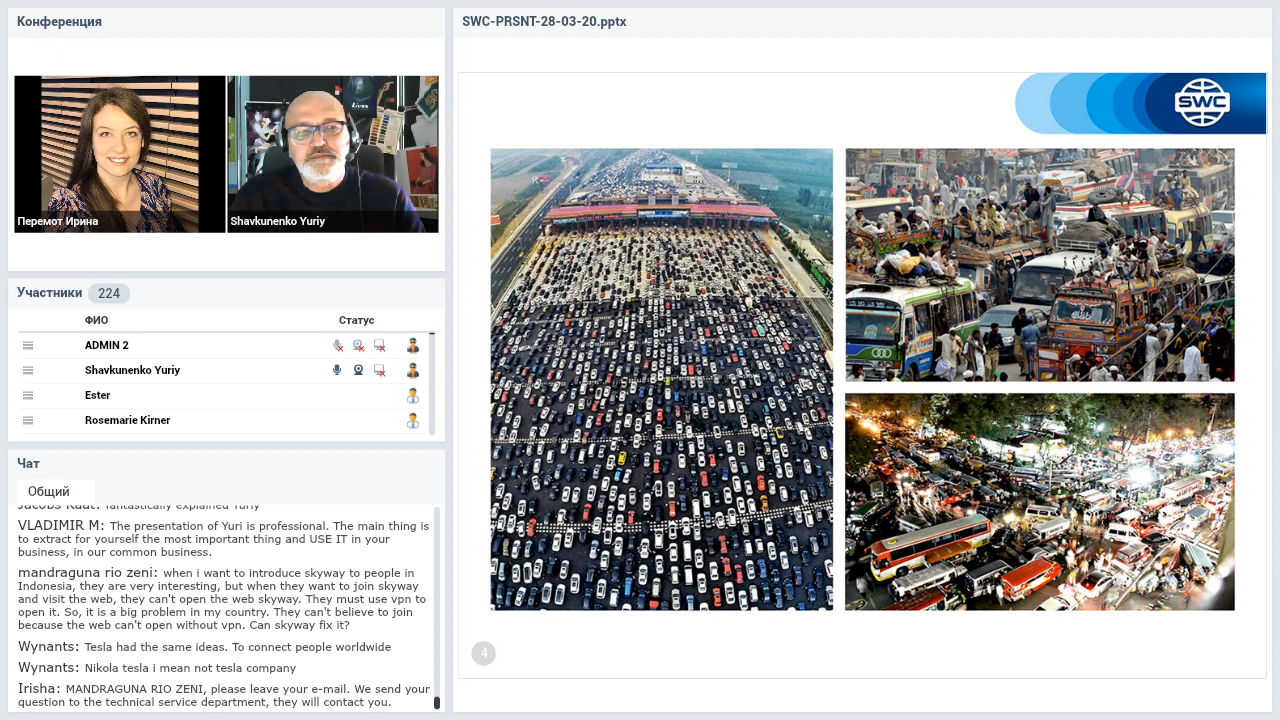 Конференция
Перемот Ирина
Shavkunenko Yuriy
Участники 224
ФИО Статус
ADMIN 2
Shavkunenko Yuriy
Ester
Rosemarie Kirner
Чат
Общий
VLADIMIR M: The presentation of Yuri is professional. The main thing is
to extract for yourself the most important thing and USE IT in your
business, in our common business.
mandraguna rio zeni: when i want to introduce skyway to people in
Indonesia, they are very interesting, but when they want to join skyway
and visit the web, they can't open the web skyway. They must use vpn to
open it. So, it is a big problem in my country. They can't believe to join
because the web can't open without vpn. Can skyway fix it?
Wynants: Tesla had the same ideas. To connect people worldwide
Wynants: Nikola tesla i mean not tesla company
Irisha: MANDRAGUNA RIO ZENI, please leave your e-mail. We send your
question to the technical service department, they will contact you.
SWC-PRSNT-28-03-20.pptx
SWC
4